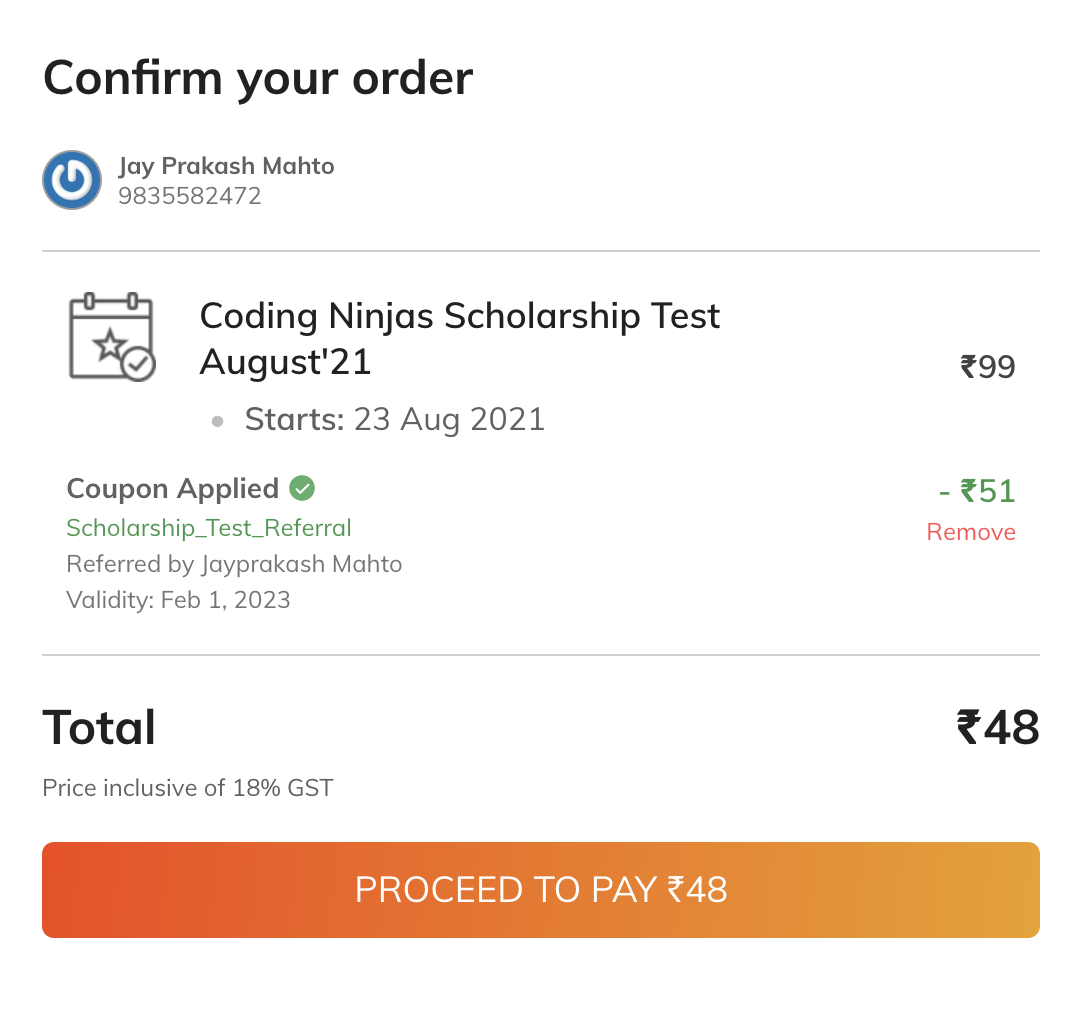 Confirm your order
Jay Prakash Mahto
9835582472
Coding Ninjas Scholarship Test
August'21
₹99
Starts: 23 Aug 2021
Coupon Applied
- ₹51
Scholarship_Test_Referral
Remove
Referred by Jayprakash Mahto
Validity: Feb 1, 2023
Total
₹48
Price inclusive of 18% GST
PROCEED TO PAY ₹48